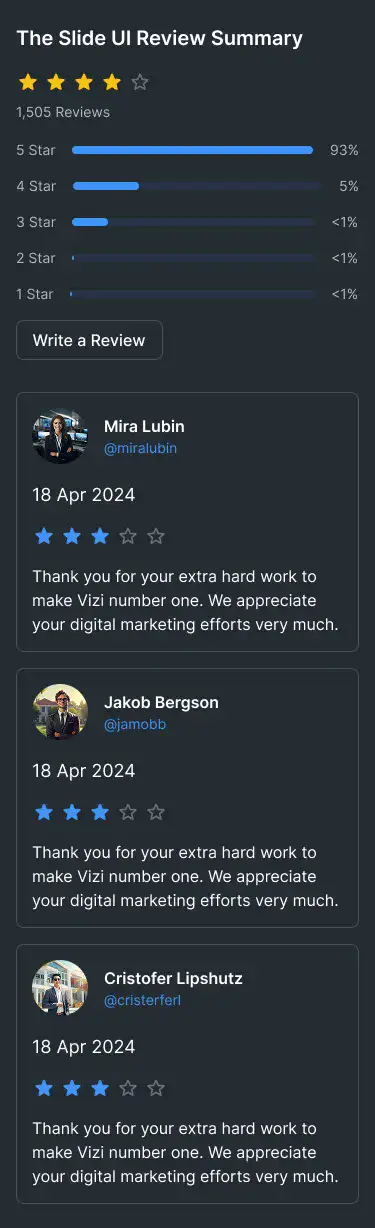 The Slide UI Review Summary
1,505 Reviews
5 Star 93%
4 Star 5%
3 Star <1%
2 Star <1%
1 Star <1%
Write a Review
Mira Lubin
@miralubin
18 Apr 2024
Thank you for your extra hard work to
make Vizi number one. We appreciate
your digital marketing efforts very much.
Jakob Bergson
@jamobb
18 Apr 2024
Thank you for your extra hard work to
make Vizi number one. We appreciate
your digital marketing efforts very much.
Cristofer Lipshutz
@cristerferl
18 Apr 2024
Thank you for your extra hard work to
make Vizi number one. We appreciate
your digital marketing efforts very much.